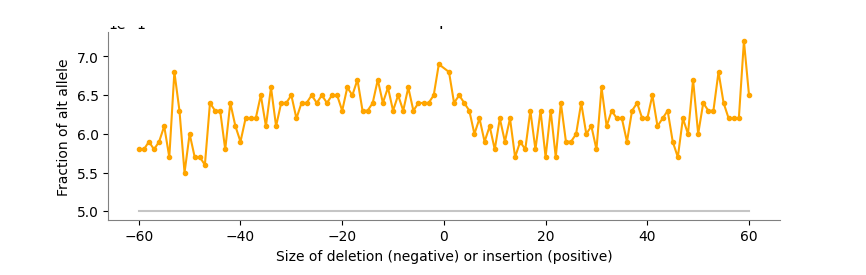 7.0
6.5
6.0
5.5
5.0
Fraction of alt allele
−60 −40 −20 0 20 40 60
Size of deletion (negative) or insertion (positive)